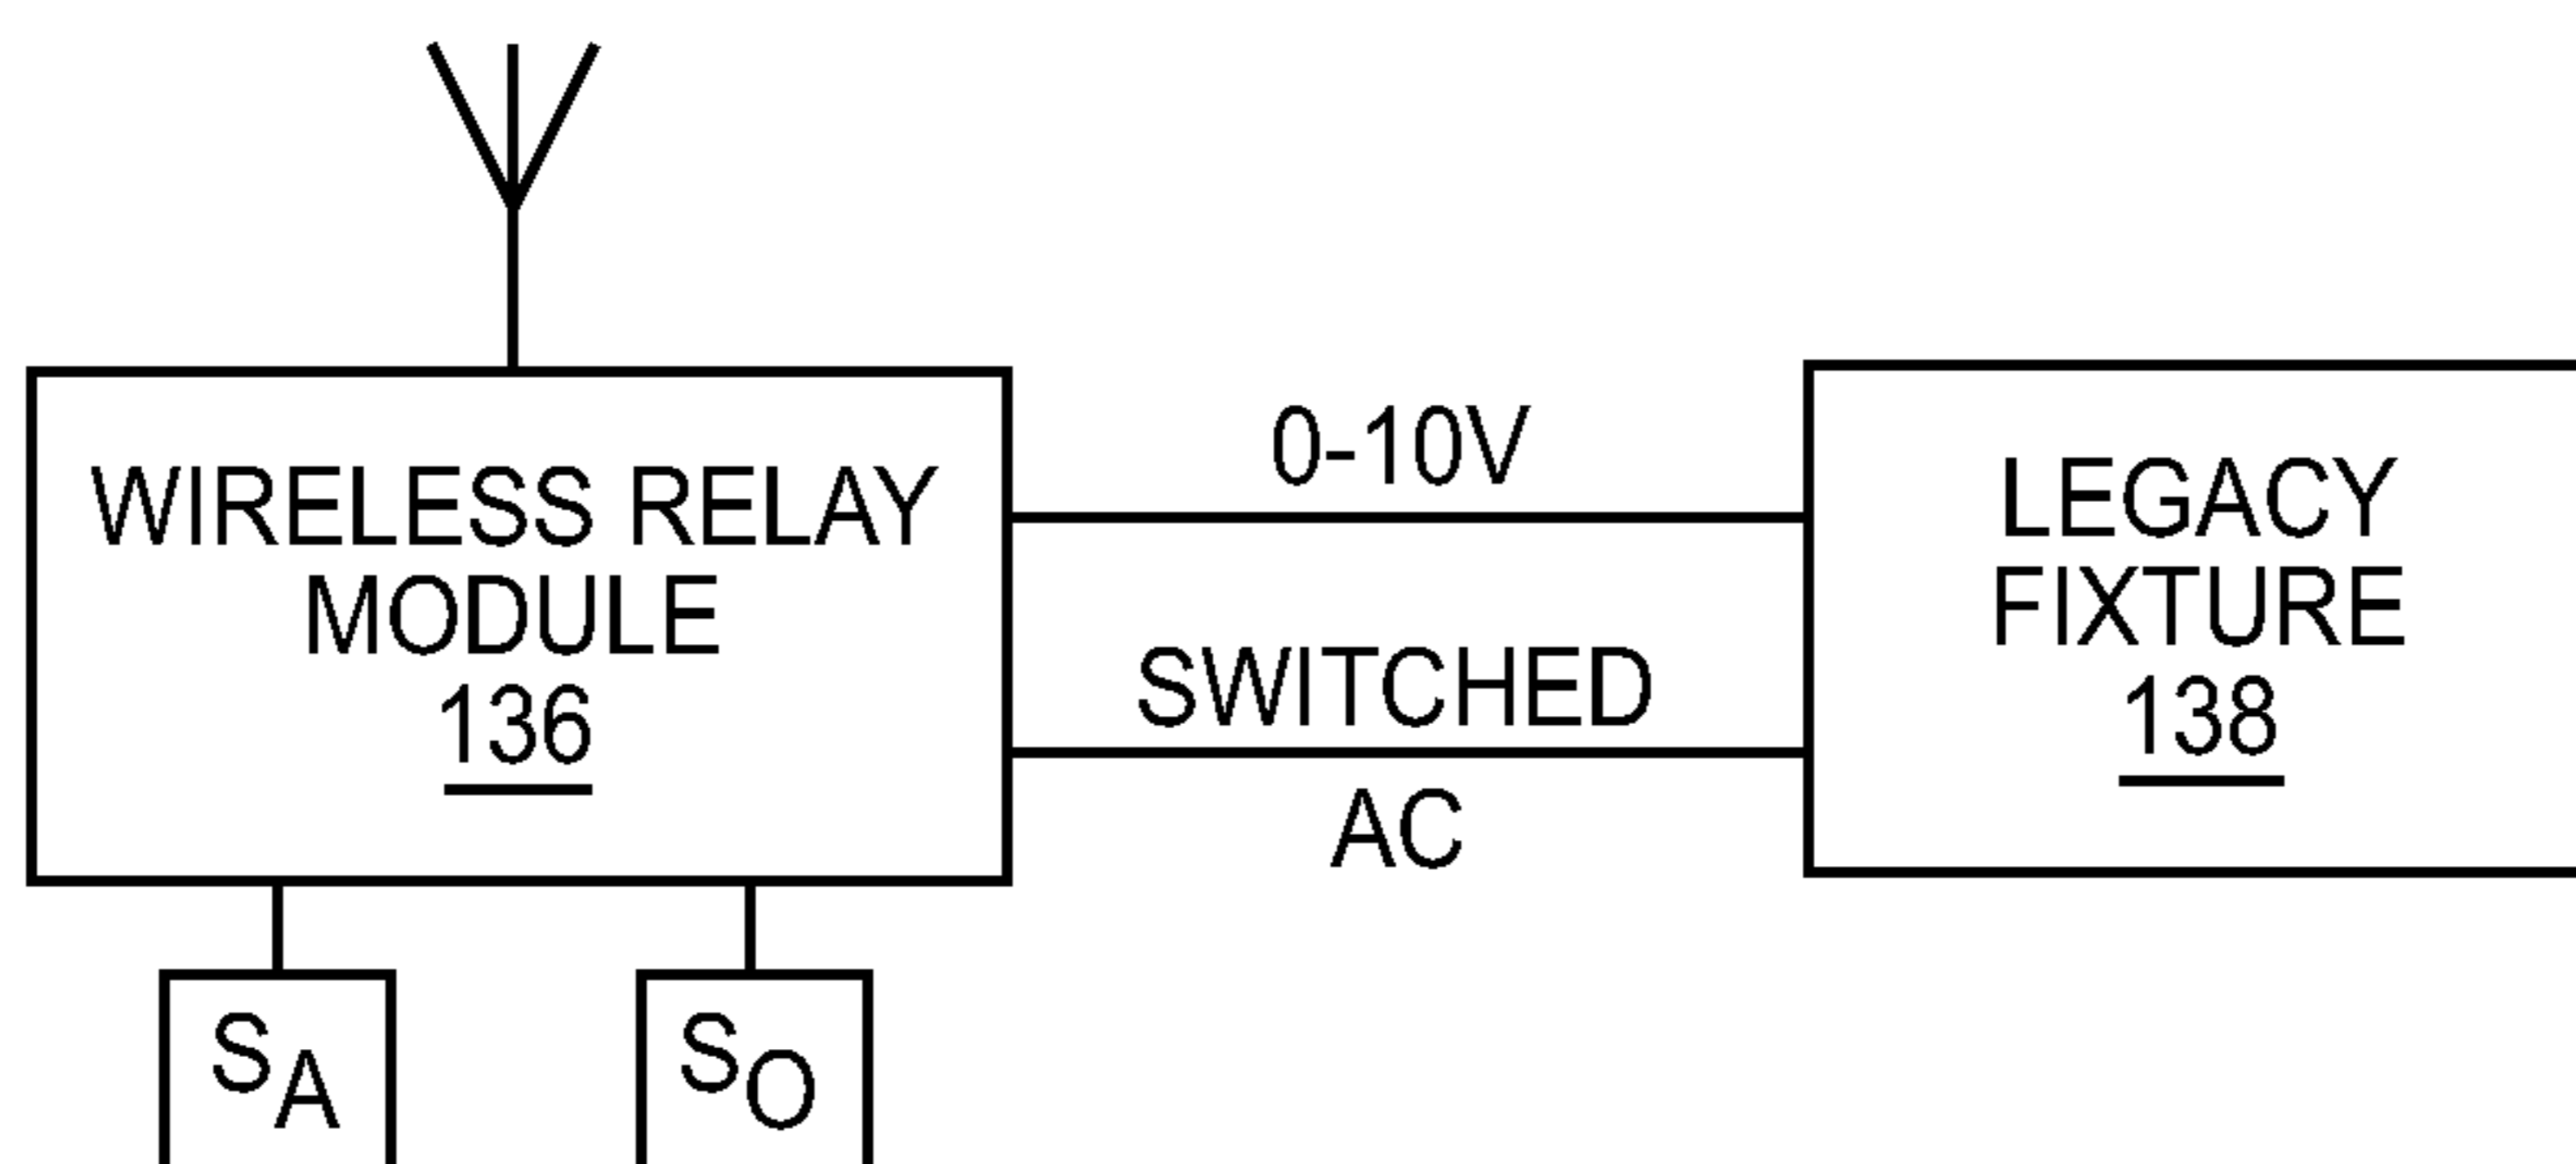 WIRELESS RELAY
MODULE
136
0-10V
SWITCHED
AC
LEGACY
FIXTURE
138
SA
SO